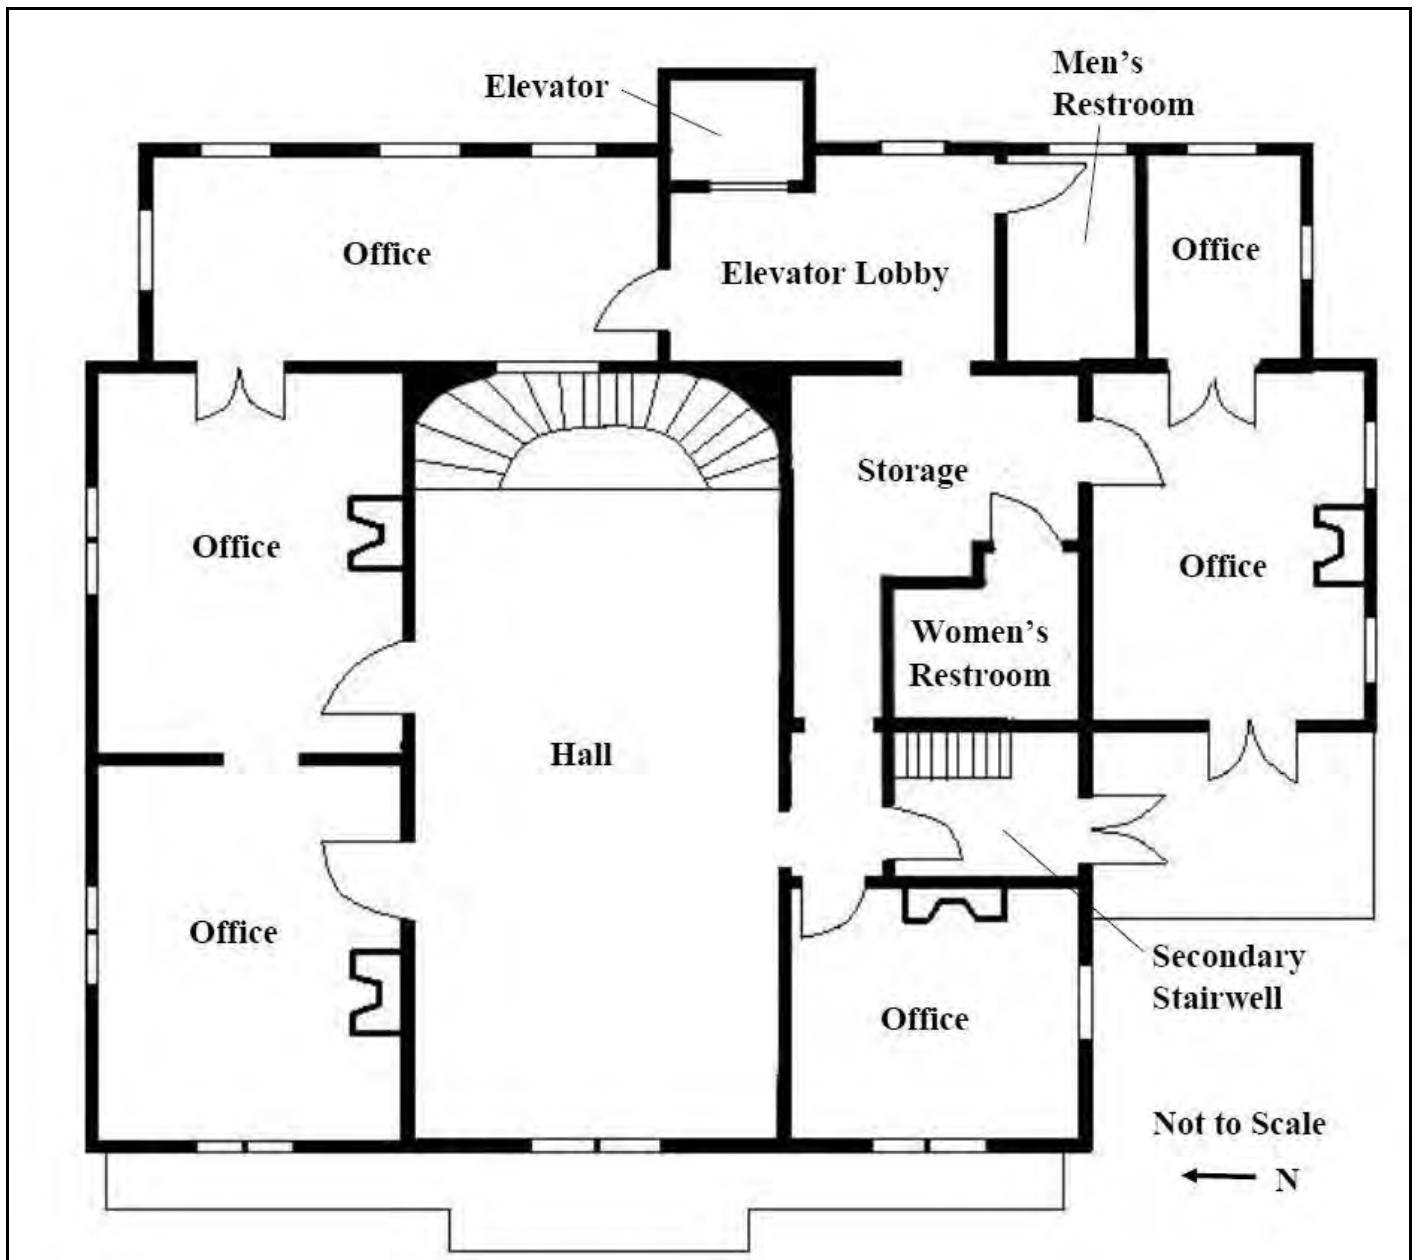 Men's
Restroom
Elevator
Office
Elevator Lobby
Office
Storage
Office
Office
Women's
Restroom
Hall
Office
Secondary
Stairwell
Office
Not to Scale
N